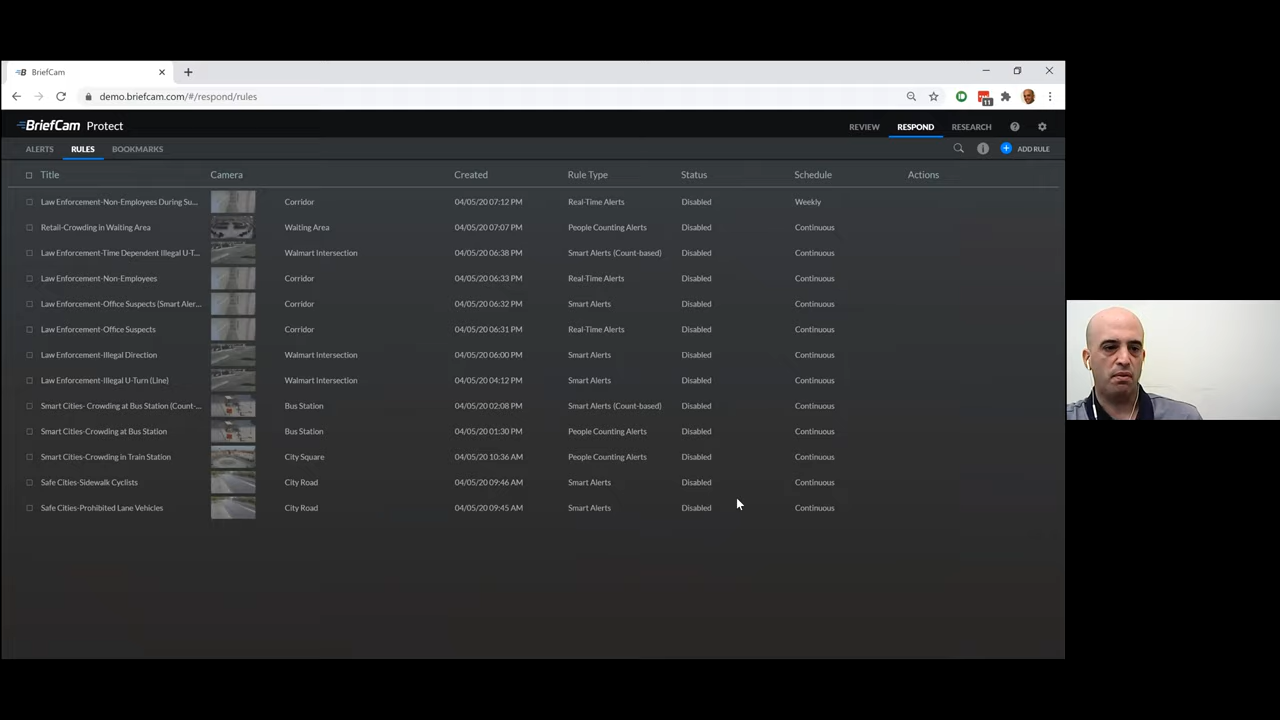 BriefCam
demo.briefcam.com/#/respond/rules
11
BriefCam Protect REVIEW RESPOND RESEARCH
ALERTS RULES BOOKMARKS ADD RULE
Title Camera Created Rule Type Status Schedule Actions
Law Enforcement-Non-Employees During Su... Corridor 04/05/20 07:12 PM Real-Time Alerts Disabled Weekly
Retail-Crowding in Waiting Area Waiting Area 04/05/20 07:07 PM People Counting Alerts Disabled Continuous
Law Enforcement-Time Dependent Illegal U-T... Walmart Intersection 04/05/20 06:38 PM Smart Alerts (Count-based) Disabled Continuous
Law Enforcement-Non-Employees Corridor 04/05/20 06:33 PM Real-Time Alerts Disabled Continuous
Law Enforcement-Office Suspects (Smart Aler... Corridor 04/05/20 06:32 PM Smart Alerts Disabled Continuous
Law Enforcement-Office Suspects Corridor 04/05/20 06:31 PM Real-Time Alerts Disabled Continuous
Law Enforcement-Illegal Direction Walmart Intersection 04/05/20 06:00 PM Smart Alerts Disabled Continuous
Law Enforcement-Illegal U-Turn (Line) Walmart Intersection 04/05/20 04:12 PM Smart Alerts Disabled Continuous
Smart Cities- Crowding at Bus Station (Count-... Bus Station 04/05/20 02:08 PM Smart Alerts (Count-based) Disabled Continuous
Smart Cities-Crowding at Bus Station Bus Station 04/05/20 01:30 PM People Counting Alerts Disabled Continuous
Smart Cities-Crowding in Train Station City Square 04/05/20 10:36 AM People Counting Alerts Disabled Continuous
Safe Cities-Sidewalk Cyclists City Road 04/05/20 09:46 AM Smart Alerts Disabled Continuous
Safe Cities-Prohibited Lane Vehicles City Road 04/05/20 09:45 AM Smart Alerts Disabled Continuous